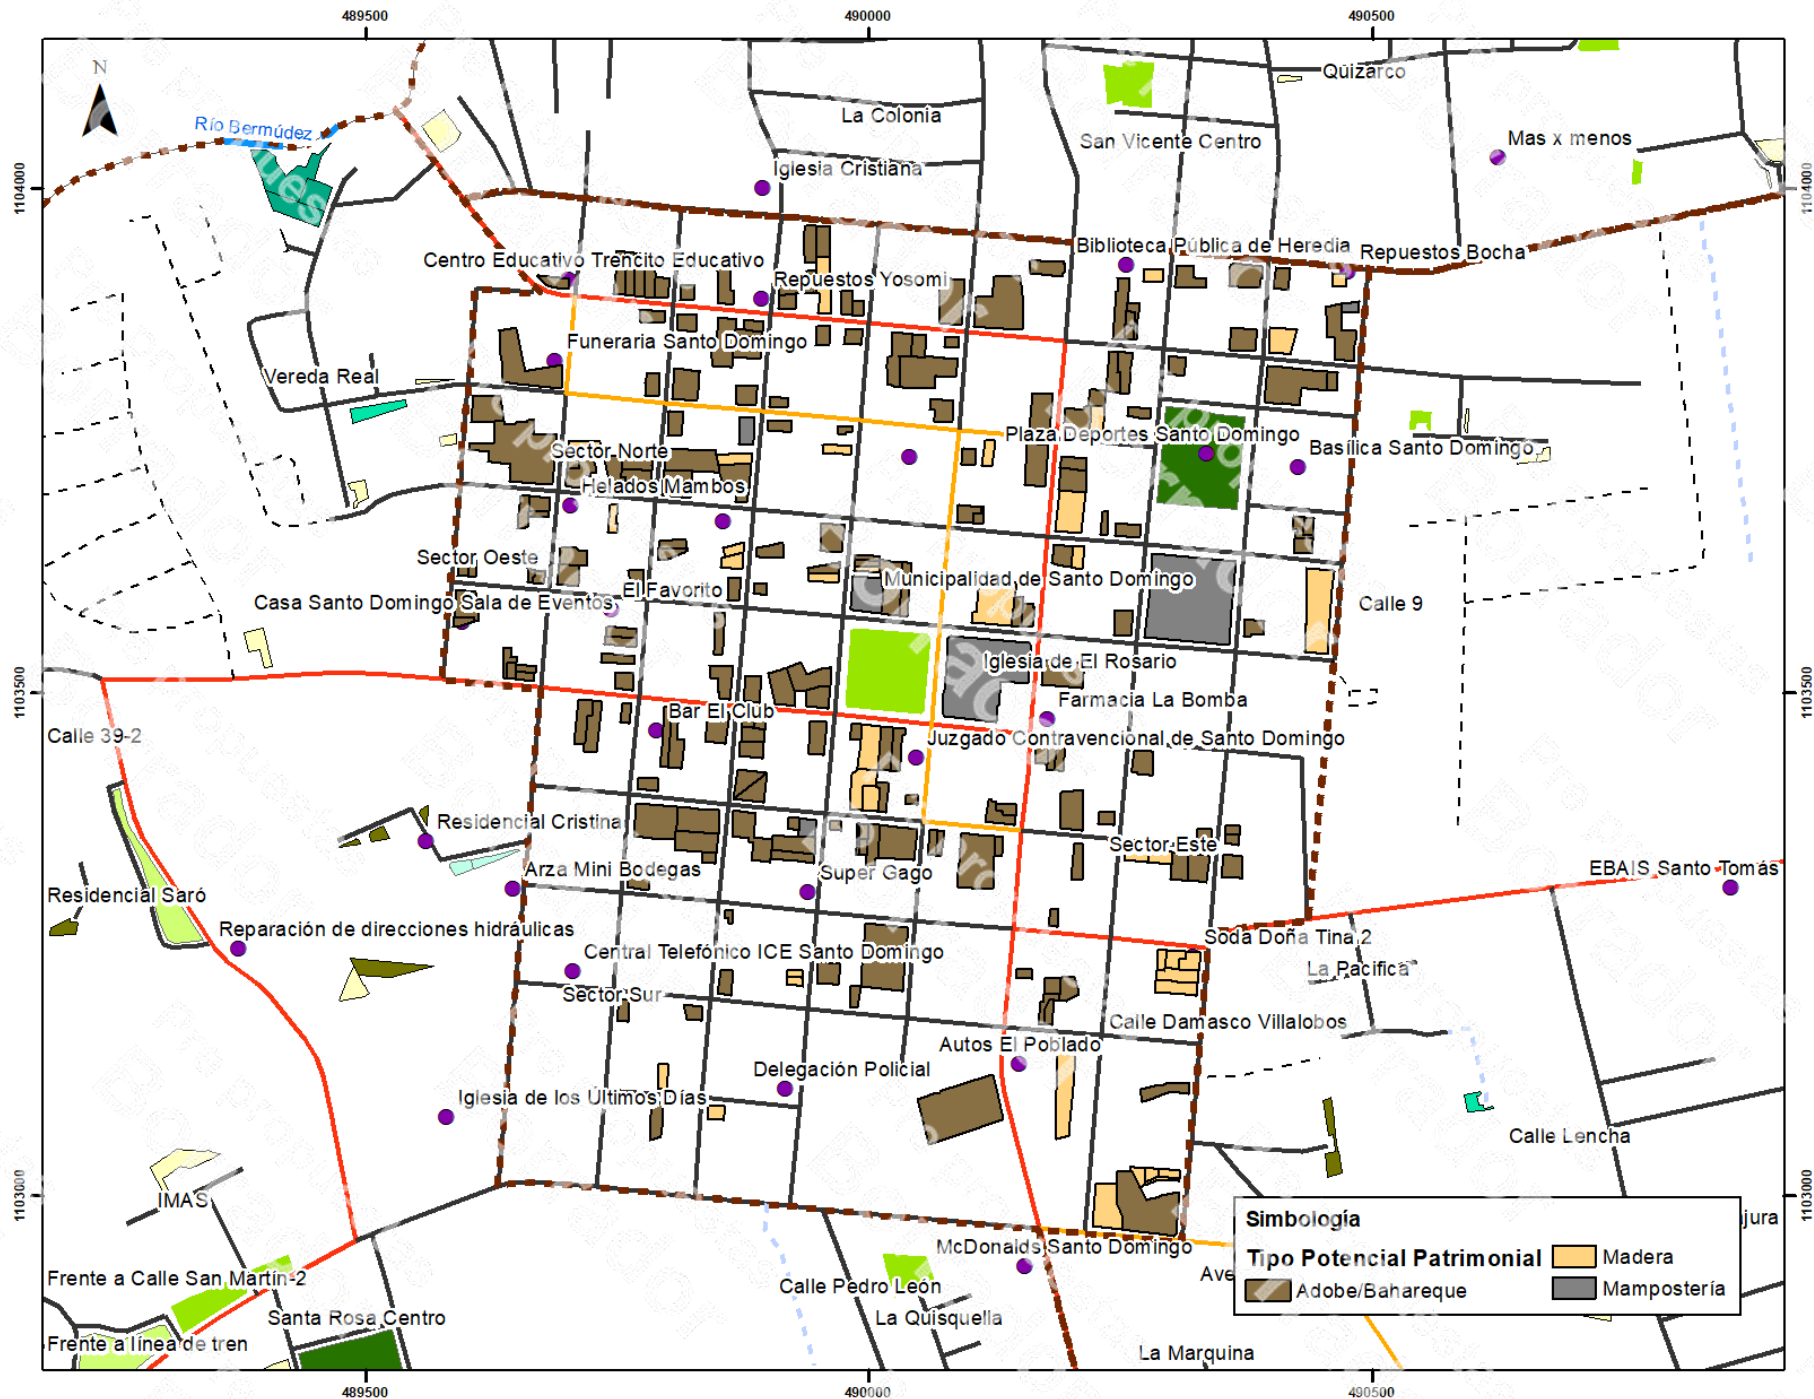 489500
490000
490500
N
Quizarco
La Colonia
Río Bermúdez
San Vicente Centro
Mas x menos
Iglesia Cristiana
1104000
1104000
Centro Educativo Trencito Educativo
Biblioteca Pública de Heredia
Repuestos Bocha
Repuestos Yosomi
Funeraria Santo Domingo
Vereda Real
Plaza Deportes Santo Domingo
Basílica Santo Domingo
Sector Norte
Helados Mambos
Sector Oeste
Municipalidad de Santo Domingo
El Favorito
Casa Santo Domingo Sala de Eventos
Calle 9
Iglesia de El Rosario
1103500
1103500
Farmacia La Bomba
Bar El Club
Calle 39-2
Juzgado Contravencional de Santo Domingo
Residencial Cristina
Sector Este
Arza Mini Bodegas
Super Gago
EBAIS Santo Tomás
Residencial Saró
Reparación de direcciones hidráulicas
Soda Doña Tina 2
Central Telefónico ICE Santo Domingo
La Pacifica
Sector Sur
Calle Damasco Villalobos
Autos El Poblado
Delegación Policial
Iglesia de los Últimos Días
Calle Lencha
1103000
1103000
IMAS
Simbología
jura
McDonalds Santo Domingo
Tipo Potencial Patrimonial
Madera
Ave
Frente a Calle San Martín-2
Calle Pedro León
Adobe/Bahareque
Mampostería
Santa Rosa Centro
La Quisquella
Frente a línea de tren
La Marquina
489500
490000
490500